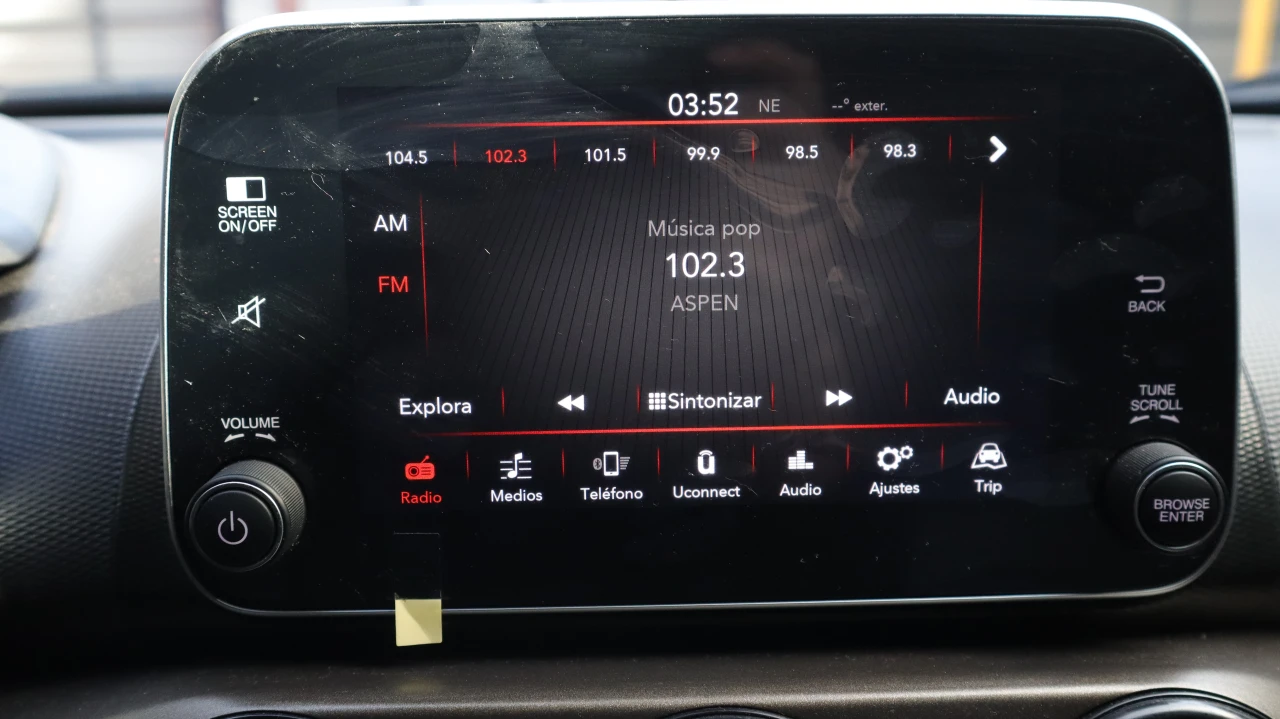 03:52 NE --° exter.
104.5 102.3 101.5 99.9 98.5 98.3
SCREEN
ON/OFF
AM
FM
Música pop
102.3
ASPEN
BACK
TUNE
SCROLL
VOLUME
Explora Sintonizar Audio
Radio Medios Teléfono Uconnect Audio Ajustes Trip
BROWSE
ENTER